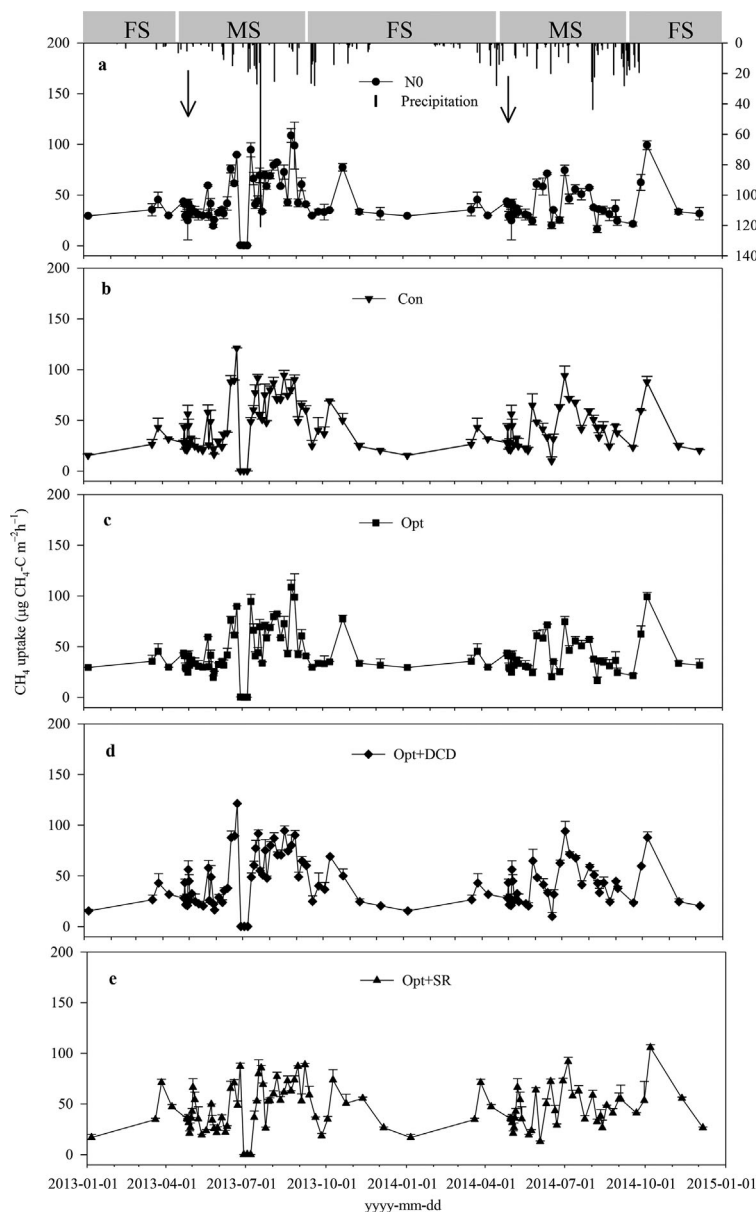 FS MS FS MS FS
200 0
a
N0
20
150
Precipitation
40
100 60
80
50 100
0 120
140
200
b
Con
150
100
50
0
200
c
Opt
150
100
50
0
CH₄ uptake (µg CH₄-C m⁻²h⁻¹)
200
d
Opt+DCD
150
100
50
0
200
e
Opt+SR
150
100
50
0
2013-01-01 2013-04-01 2013-07-01 2013-10-01 2014-01-01 2014-04-01 2014-07-01 2014-10-01 2015-01-01
yyyy-mm-dd